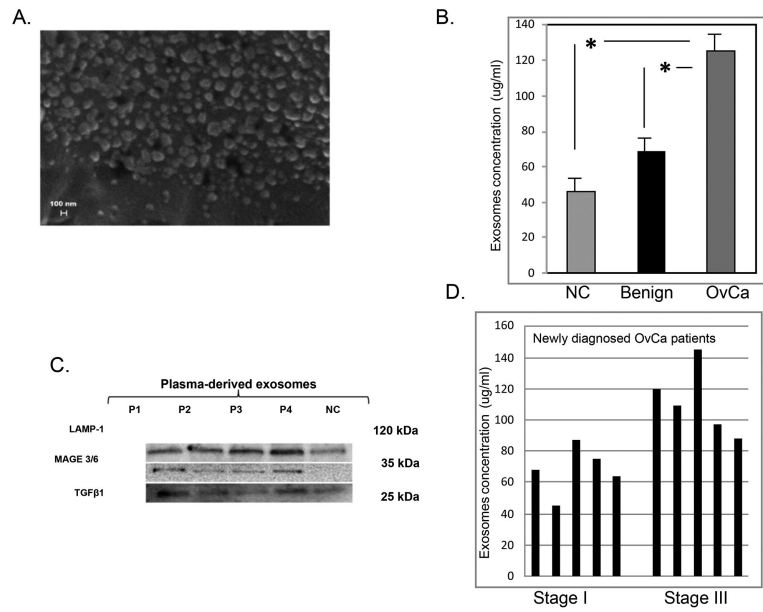 A.
100 nm
B.
Exosomes concentration (ug/ml)
140
120
100
80
60
40
20
0
*
*
NC Benign OvCa
C.
Plasma-derived exosomes
P1 P2 P3 P4 NC
LAMP-1 120 kDa
MAGE 3/6 35 kDa
TGFβ1 25 kDa
D.
Newly diagnosed OvCa patients
Exosomes concentration (ug/ml)
160
140
120
100
80
60
40
20
0
Stage I Stage III